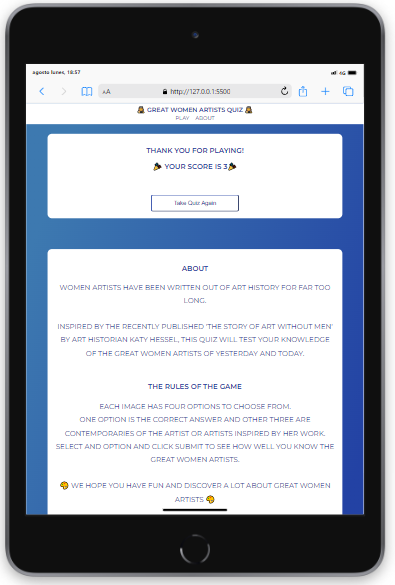 agosto lunes, 18:57
4G
AA
http://127.0.0.1:5500
GREAT WOMEN ARTISTS QUIZ
PLAY ABOUT
THANK YOU FOR PLAYING!
YOUR SCORE IS 3
Take Quiz Again
ABOUT
WOMEN ARTISTS HAVE BEEN WRITTEN OUT OF ART HISTORY FOR FAR TOO
LONG.
INSPIRED BY THE RECENTLY PUBLISHED 'THE STORY OF ART WITHOUT MEN'
BY ART HISTORIAN KATY HESSEL, THIS QUIZ WILL TEST YOUR KNOWLEDGE
OF THE GREAT WOMEN ARTISTS OF YESTERDAY AND TODAY.
THE RULES OF THE GAME
EACH IMAGE HAS FOUR OPTIONS TO CHOOSE FROM.
ONE OPTION IS THE CORRECT ANSWER AND OTHER THREE ARE
CONTEMPORARIES OF THE ARTIST OR ARTISTS INSPIRED BY HER WORK.
SELECT AND OPTION AND CLICK SUBMIT TO SEE HOW WELL YOU KNOW THE
GREAT WOMEN ARTISTS.
WE HOPE YOU HAVE FUN AND DISCOVER A LOT ABOUT GREAT WOMEN
ARTISTS